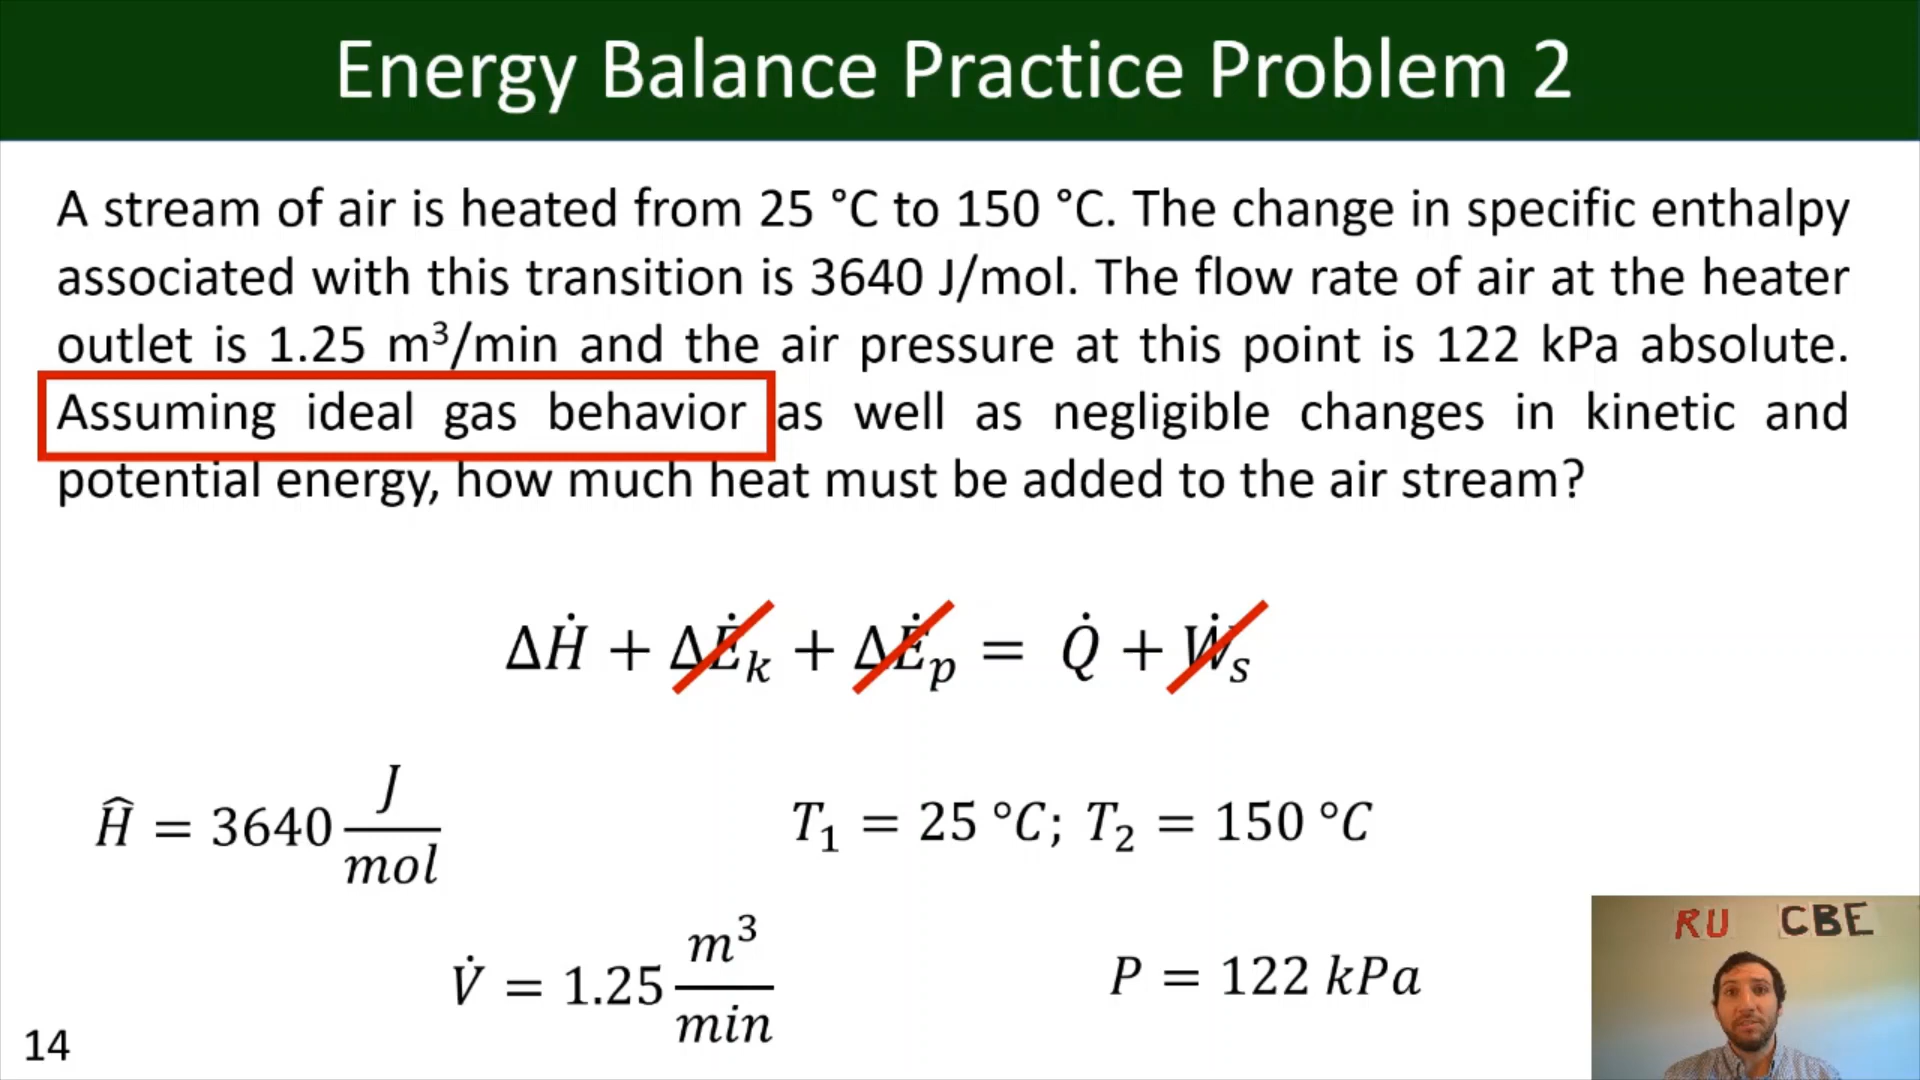 Energy Balance Practice Problem 2
A stream of air is heated from 25 °C to 150 °C. The change in specific enthalpy
associated with this transition is 3640 J/mol. The flow rate of air at the heater
outlet is 1.25 m³/min and the air pressure at this point is 122 kPa absolute.
Assuming ideal gas behavior as well as negligible changes in kinetic and
potential energy, how much heat must be added to the air stream?
ΔḢ + ΔĖₖ + ΔĖₚ = Q̇ + Ẇₛ
Ĥ = 3640 J/mol
T₁ = 25 °C; T₂ = 150 °C
V̇ = 1.25 m³/min
P = 122 kPa
RU CBE
14